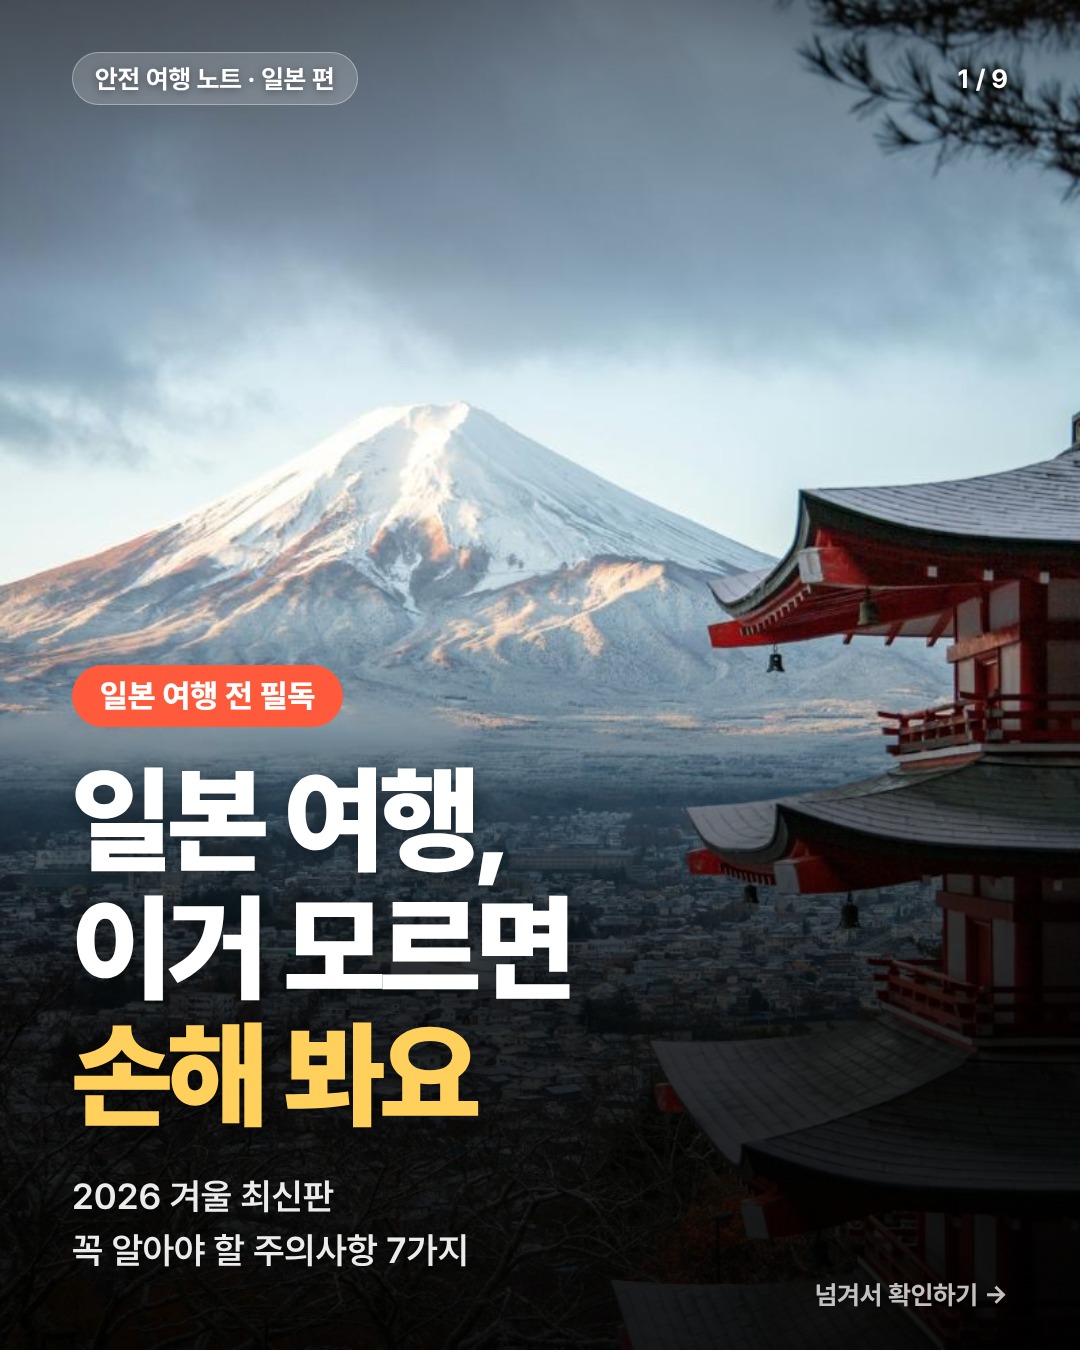 안전 여행 노트 · 일본 편
1 / 9
일본 여행 전 필독
일본 여행,
이거 모르면
손해 봐요
2026 겨울 최신판
꼭 알아야 할 주의사항 7가지
넘겨서 확인하기 →